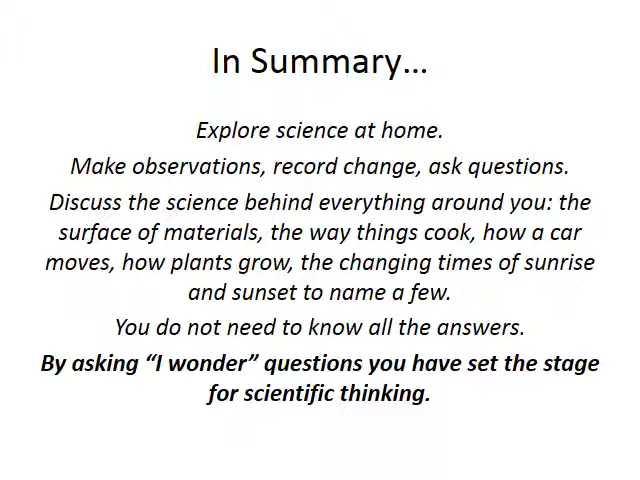 In Summary…
Explore science at home.
Make observations, record change, ask questions.
Discuss the science behind everything around you: the
surface of materials, the way things cook, how a car
moves, how plants grow, the changing times of sunrise
and sunset to name a few.
You do not need to know all the answers.
By asking “I wonder” questions you have set the stage
for scientific thinking.